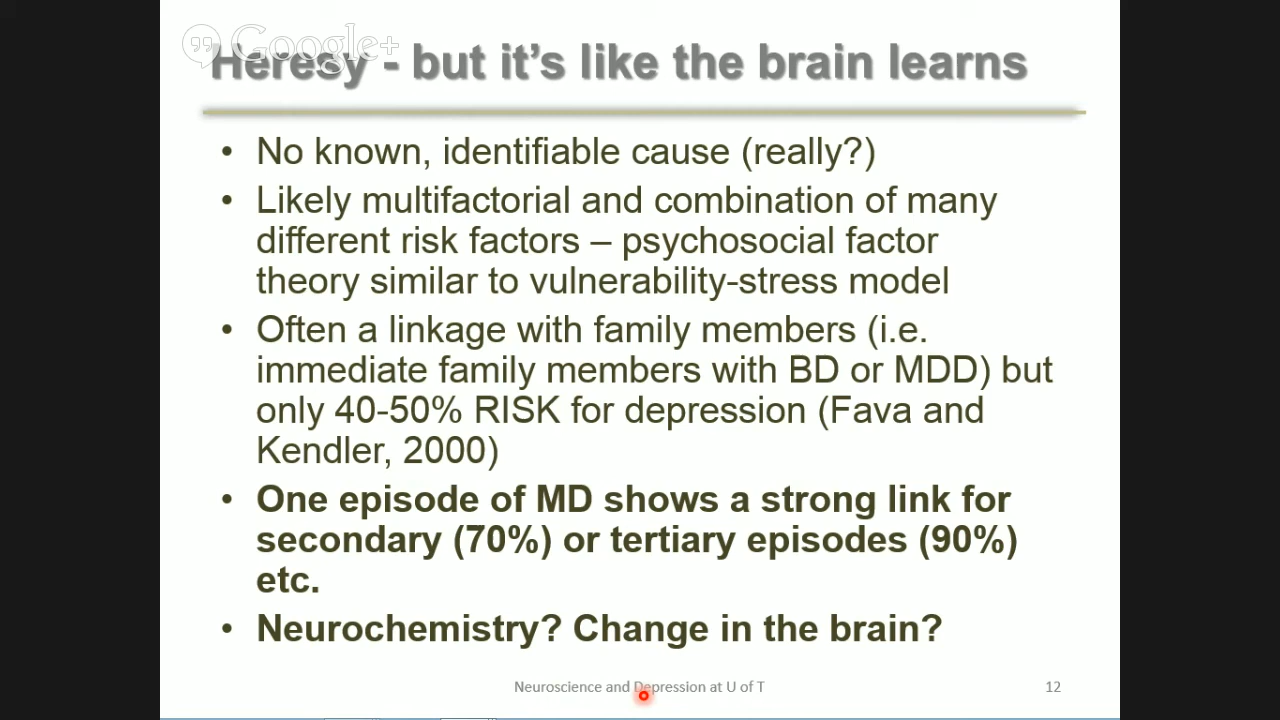 Google+
Heresy - but it's like the brain learns
• No known, identifiable cause (really?)
• Likely multifactorial and combination of many
different risk factors – psychosocial factor
theory similar to vulnerability-stress model
• Often a linkage with family members (i.e.
immediate family members with BD or MDD) but
only 40-50% RISK for depression (Fava and
Kendler, 2000)
• One episode of MD shows a strong link for
secondary (70%) or tertiary episodes (90%)
etc.
• Neurochemistry? Change in the brain?
Neuroscience and Depression at U of T
12